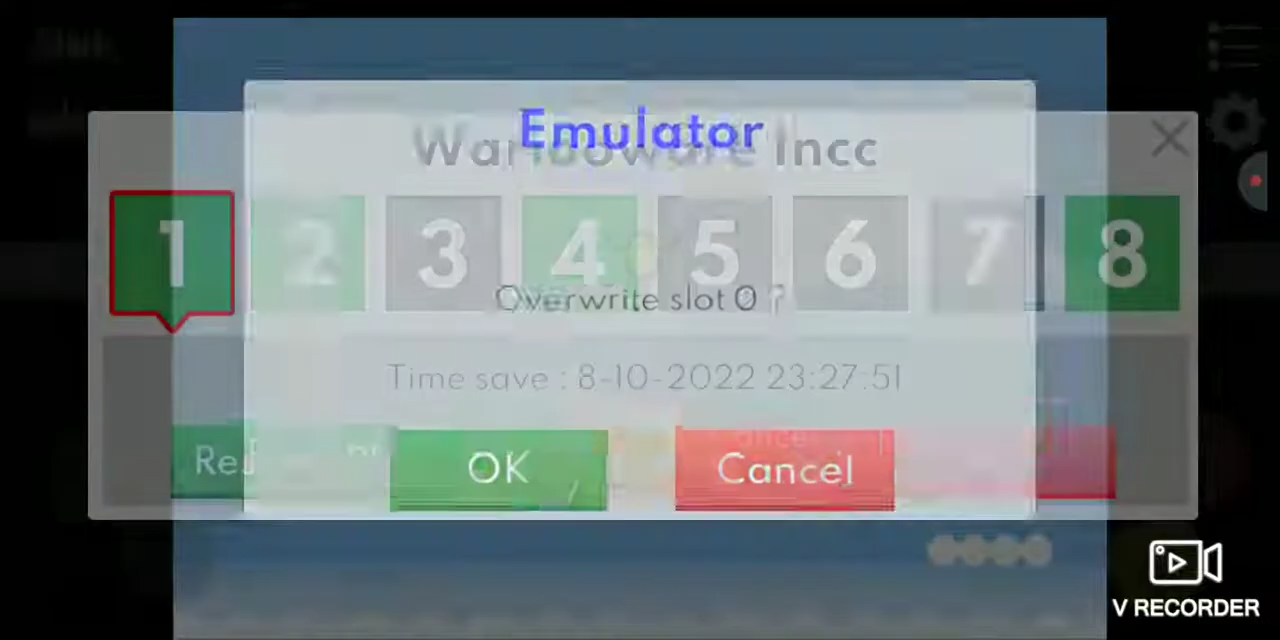 Emulator
Incc
1 2 3 4 5 6 7 8
Overwrite slot 0 ?
Time save : 8-10-2022 23:27:51
OK
Cancel
V RECORDER